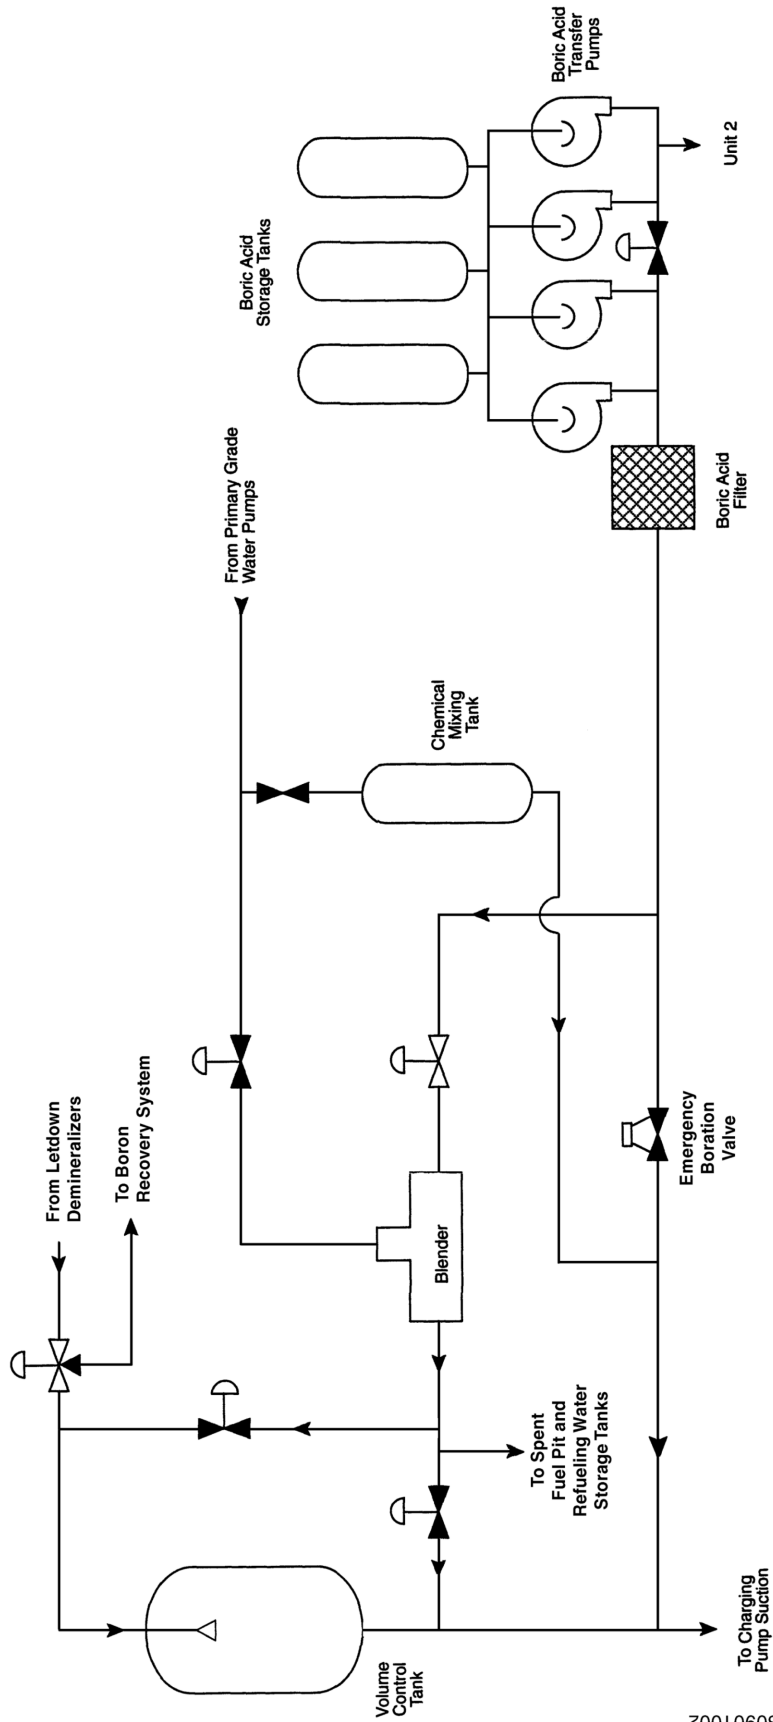 From Letdown
Demineralizers
To Boron
Recovery System
From Primary Grade
Water Pumps
Boric Acid
Storage Tanks
Volume
Control
Tank
Blender
Chemical
Mixing
Tank
Boric Acid
Transfer
Pumps
To Spent
Fuel Pit and
Refueling Water
Storage Tanks
Emergency
Boration
Valve
Boric Acid
Filter
Unit 2
To Charging
Pump Suction